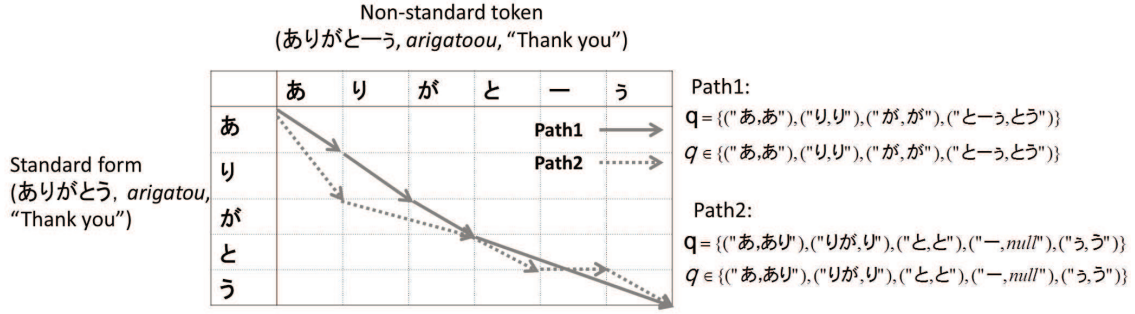 Non-standard token
(ありがとーぅ, arigatoou, “Thank you”)
あ り が と ー ぅ
あ
り
が
と
う
Path1
Path2
Standard form
(ありがとう, arigatou,
“Thank you”)
Path1:
q = {("あ,あ"),("り,り"),("が,が"),("とーぅ,とう")}
q ∈ {("あ,あ"),("り,り"),("が,が"),("とーぅ,とう")}
Path2:
q = {("あ,あり"),("りが,り"),("と,と"),("ー,null"),("ぅ,う")}
q ∈ {("あ,あり"),("りが,り"),("と,と"),("ー,null"),("ぅ,う")}